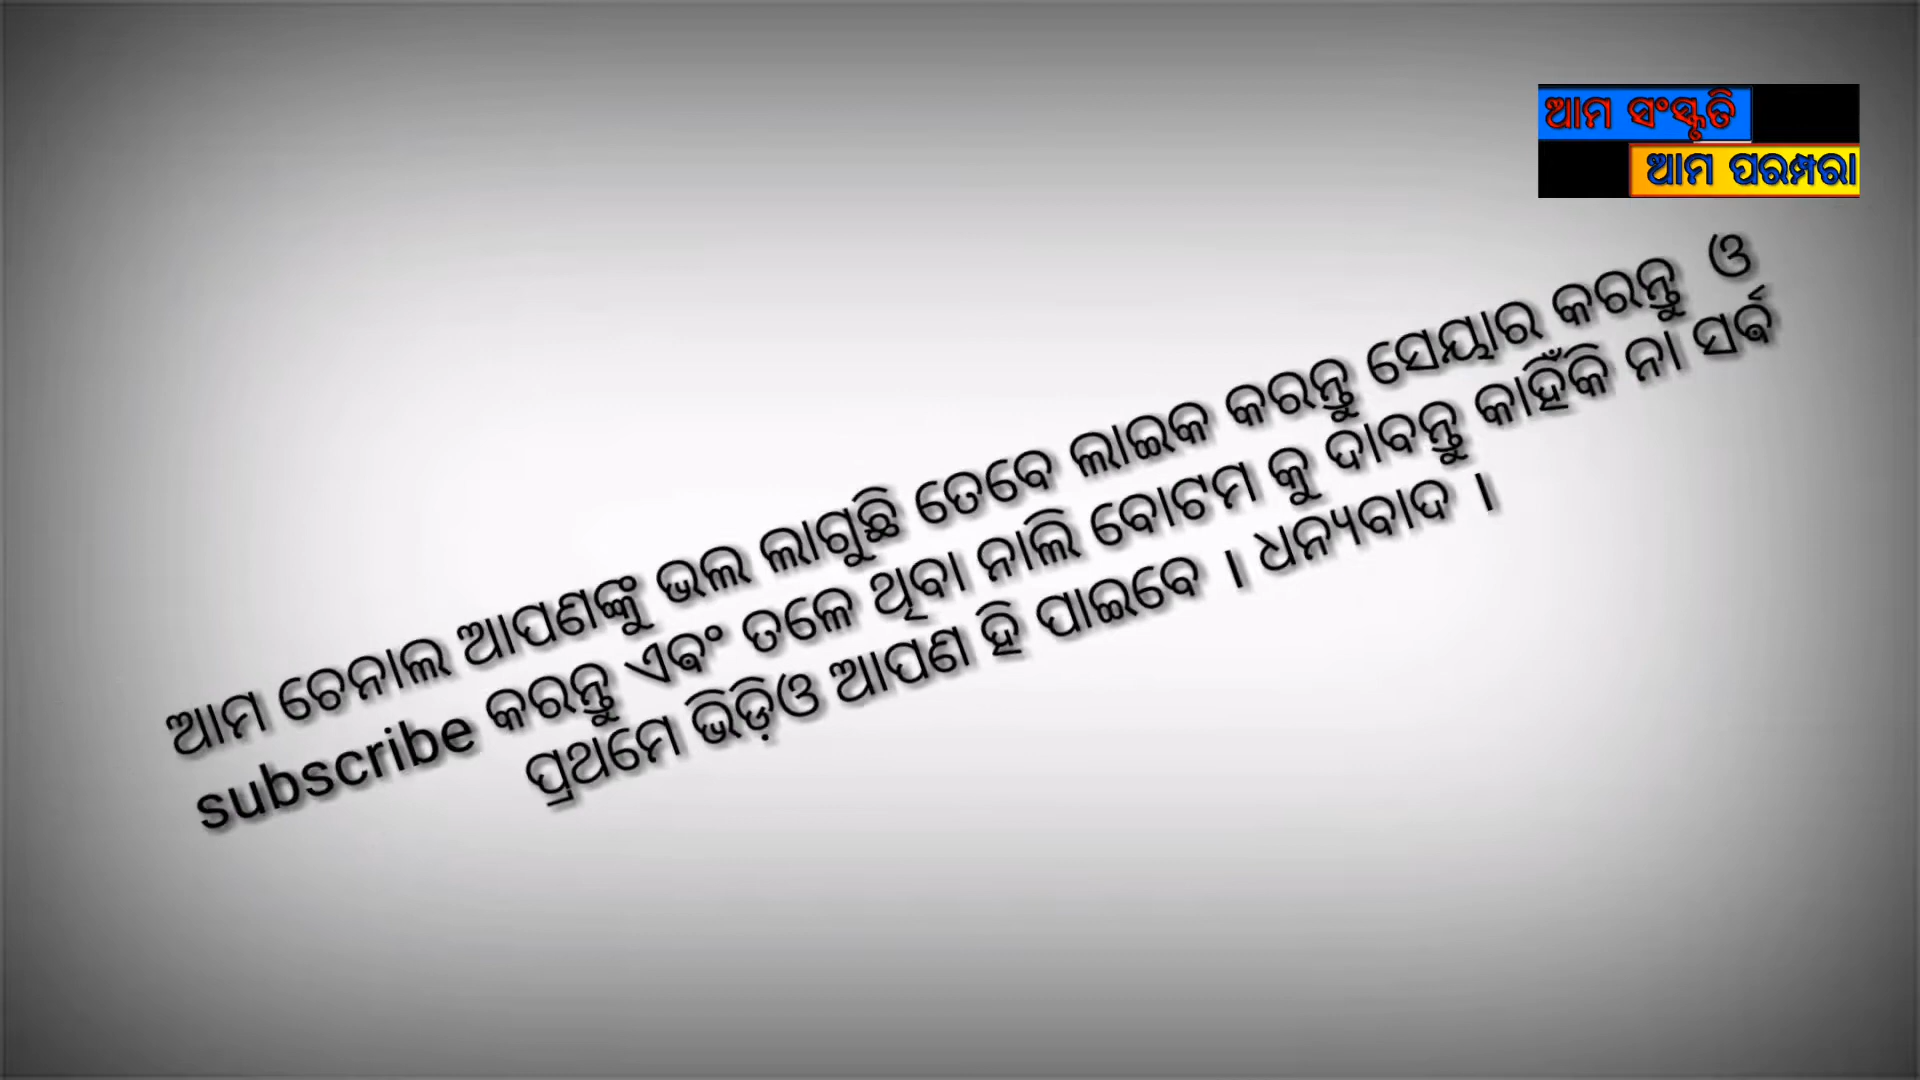 ଆମ ସଂସ୍କୃତି
ଆମ ପରମ୍ପରା
ଆମ ଚେନାଲ ଆପଣଙ୍କୁ ଭଲ ଲାଗୁଛି ତେବେ ଲାଇକ କରନ୍ତୁ ସେୟାର କରନ୍ତୁ ଓ
subscribe କରନ୍ତୁ ଏବଂ ତଳେ ଥିବା ନାଲି ବୋଟମ କୁ ଦାବନ୍ତୁ କାହିଁକି ନା ସର୍ବ
ପ୍ରଥମେ ଭିଡ଼ିଓ ଆପଣ ହିଁ ପାଇବେ । ଧନ୍ୟବାଦ ।